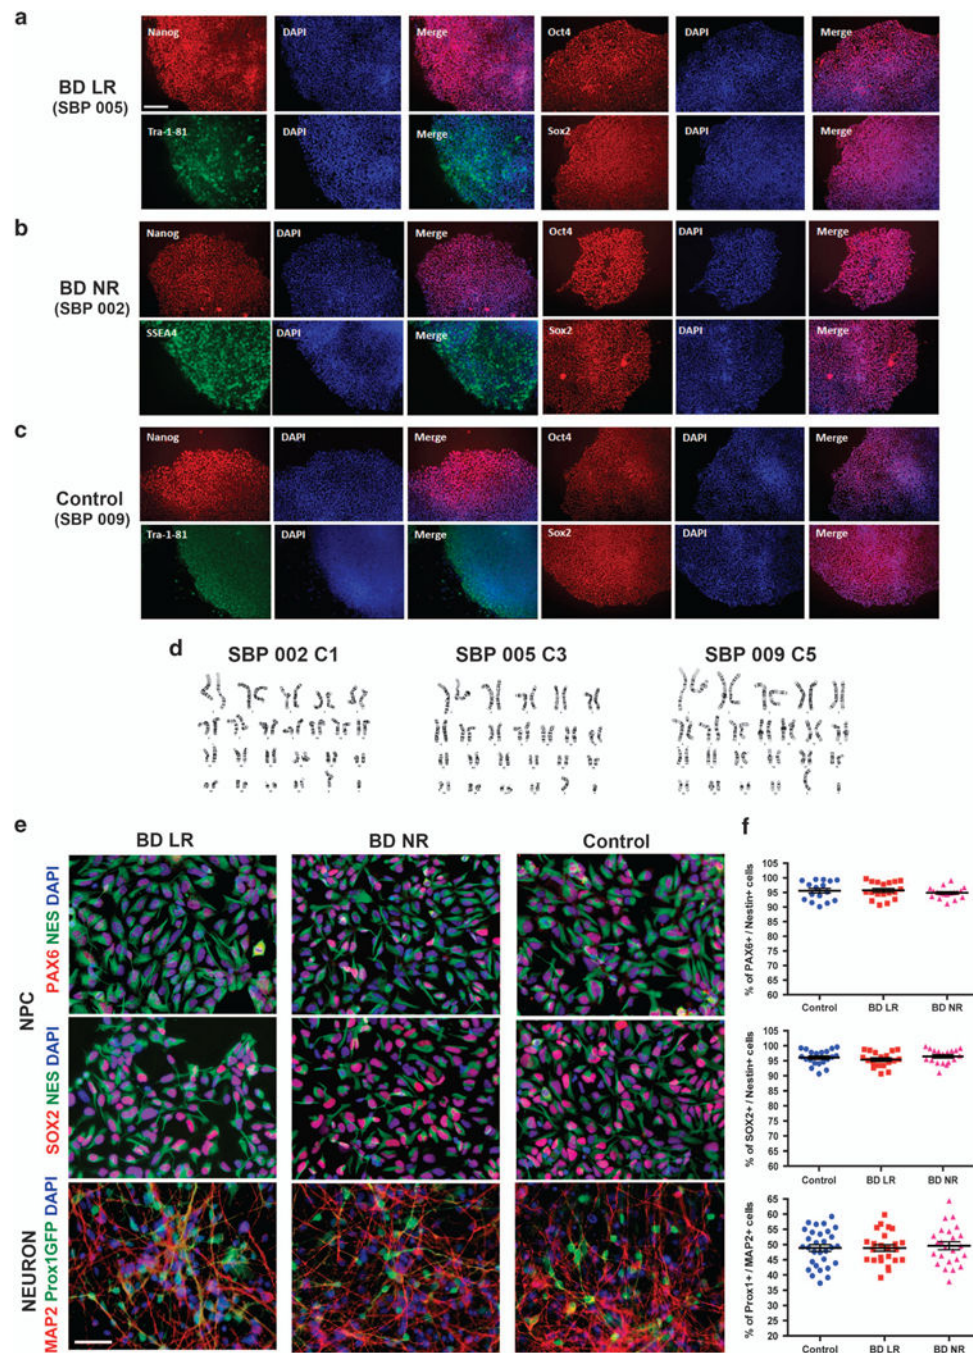 a
BD LR
(SBP 005)
Nanog
DAPI
Merge
Oct4
DAPI
Merge
Tra-1-81
DAPI
Merge
Sox2
DAPI
Merge
b
BD NR
(SBP 002)
Nanog
DAPI
Merge
Oct4
DAPI
Merge
SSEA4
DAPI
Merge
Sox2
DAPI
Merge
c
Control
(SBP 009)
Nanog
DAPI
Merge
Oct4
DAPI
Merge
Tra-1-81
DAPI
Merge
Sox2
DAPI
Merge
d
SBP 002 C1
SBP 005 C3
SBP 009 C5
e
BD LR
BD NR
Control
NPC
PAX6 NES DAPI
SOX2 NES DAPI
NEURON
MAP2 Prox1GFP DAPI
f
% of PAX6+ / Nestin+ cells
105
100
95
90
85
80
75
70
65
60
Control
BD LR
BD NR
% of SOX2+ / Nestin+ cells
105
100
95
90
85
80
75
70
65
60
Control
BD LR
BD NR
% of Prox1+ / MAP2+ cells
65
60
55
50
45
40
35
30
25
20
Control
BD LR
BD NR